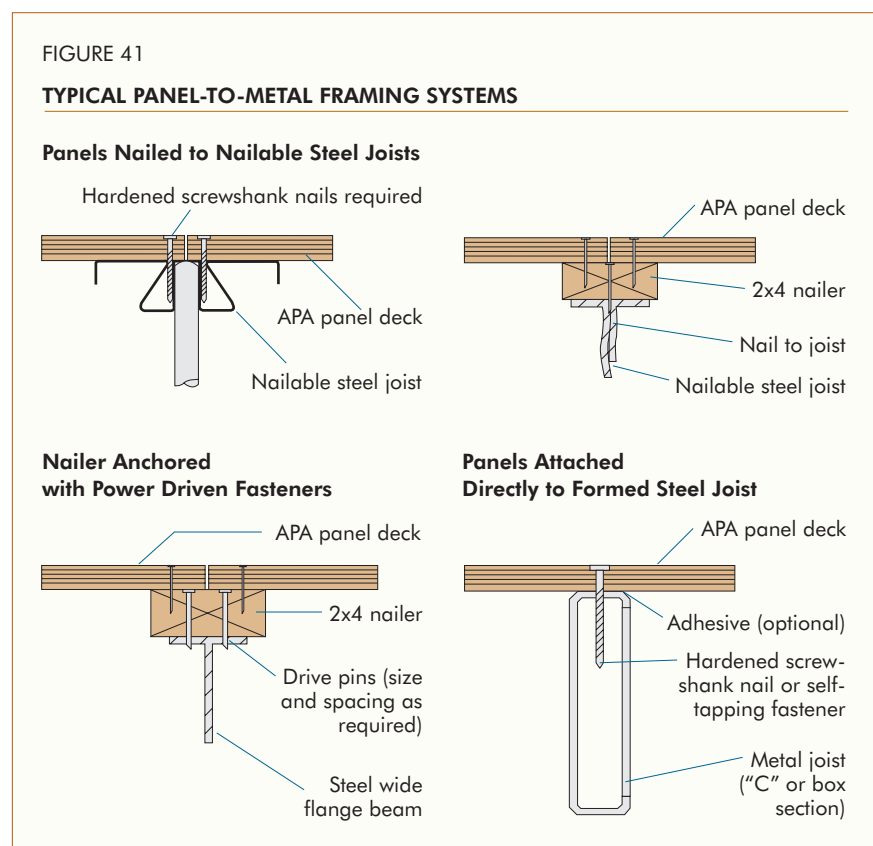 FIGURE 41
TYPICAL PANEL-TO-METAL FRAMING SYSTEMS
Panels Nailed to Nailable Steel Joists
Hardened screwshank nails required
APA panel deck
Nailable steel joist
APA panel deck
2x4 nailer
Nail to joist
Nailable steel joist
Nailer Anchored
with Power Driven Fasteners
APA panel deck
2x4 nailer
Drive pins (size
and spacing as
required)
Steel wide
flange beam
Panels Attached
Directly to Formed Steel Joist
APA panel deck
Adhesive (optional)
Hardened screw-
shank nail or self-
tapping fastener
Metal joist
(“C” or box
section)